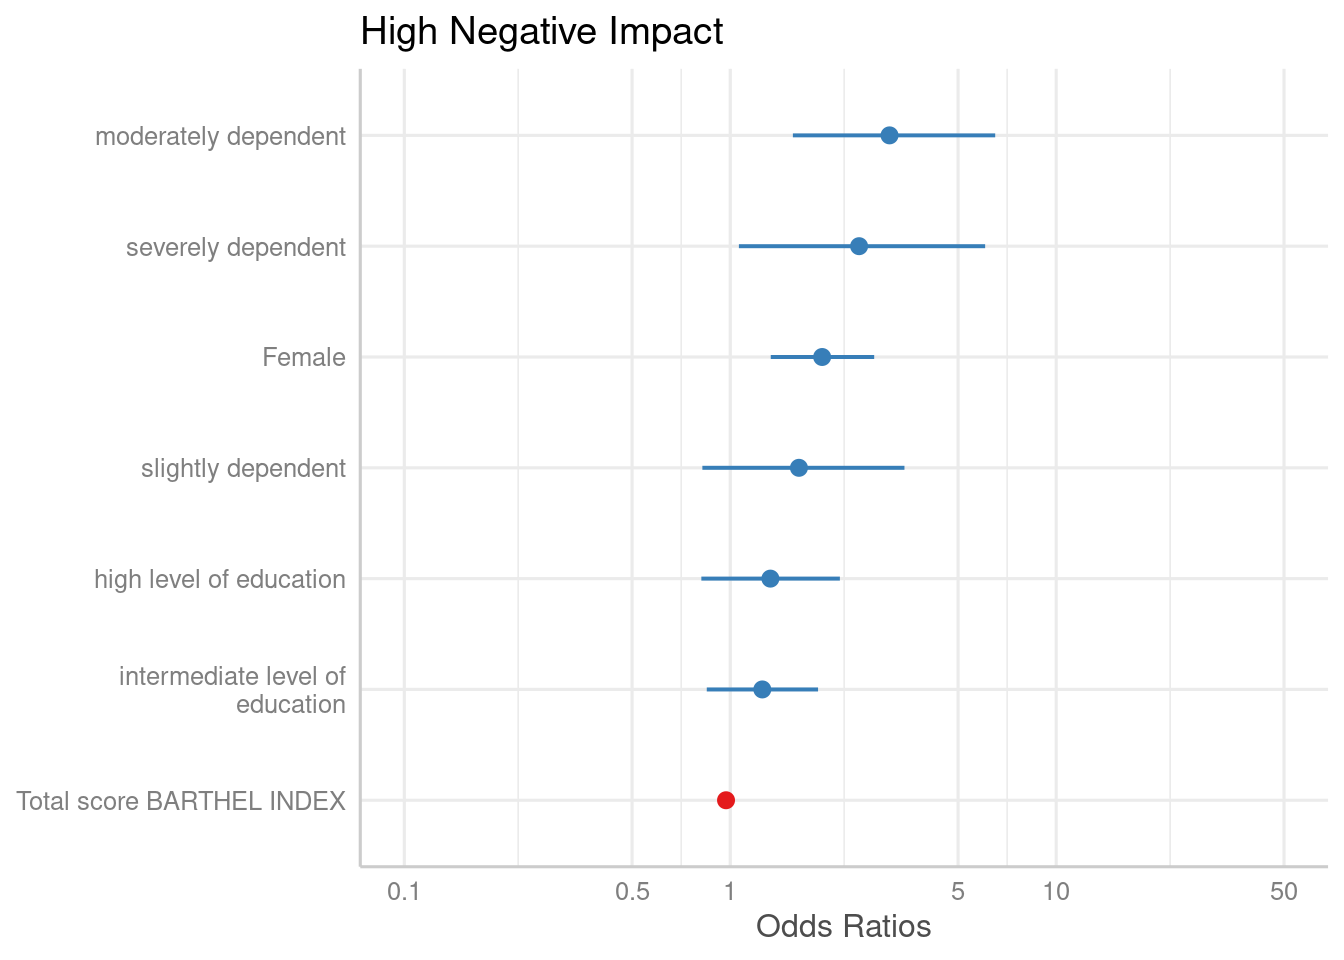 High Negative Impact
moderately dependent
severely dependent
Female
slightly dependent
high level of education
intermediate level of
education
Total score BARTHEL INDEX
0.1 0.5 1 5 10 50
Odds Ratios